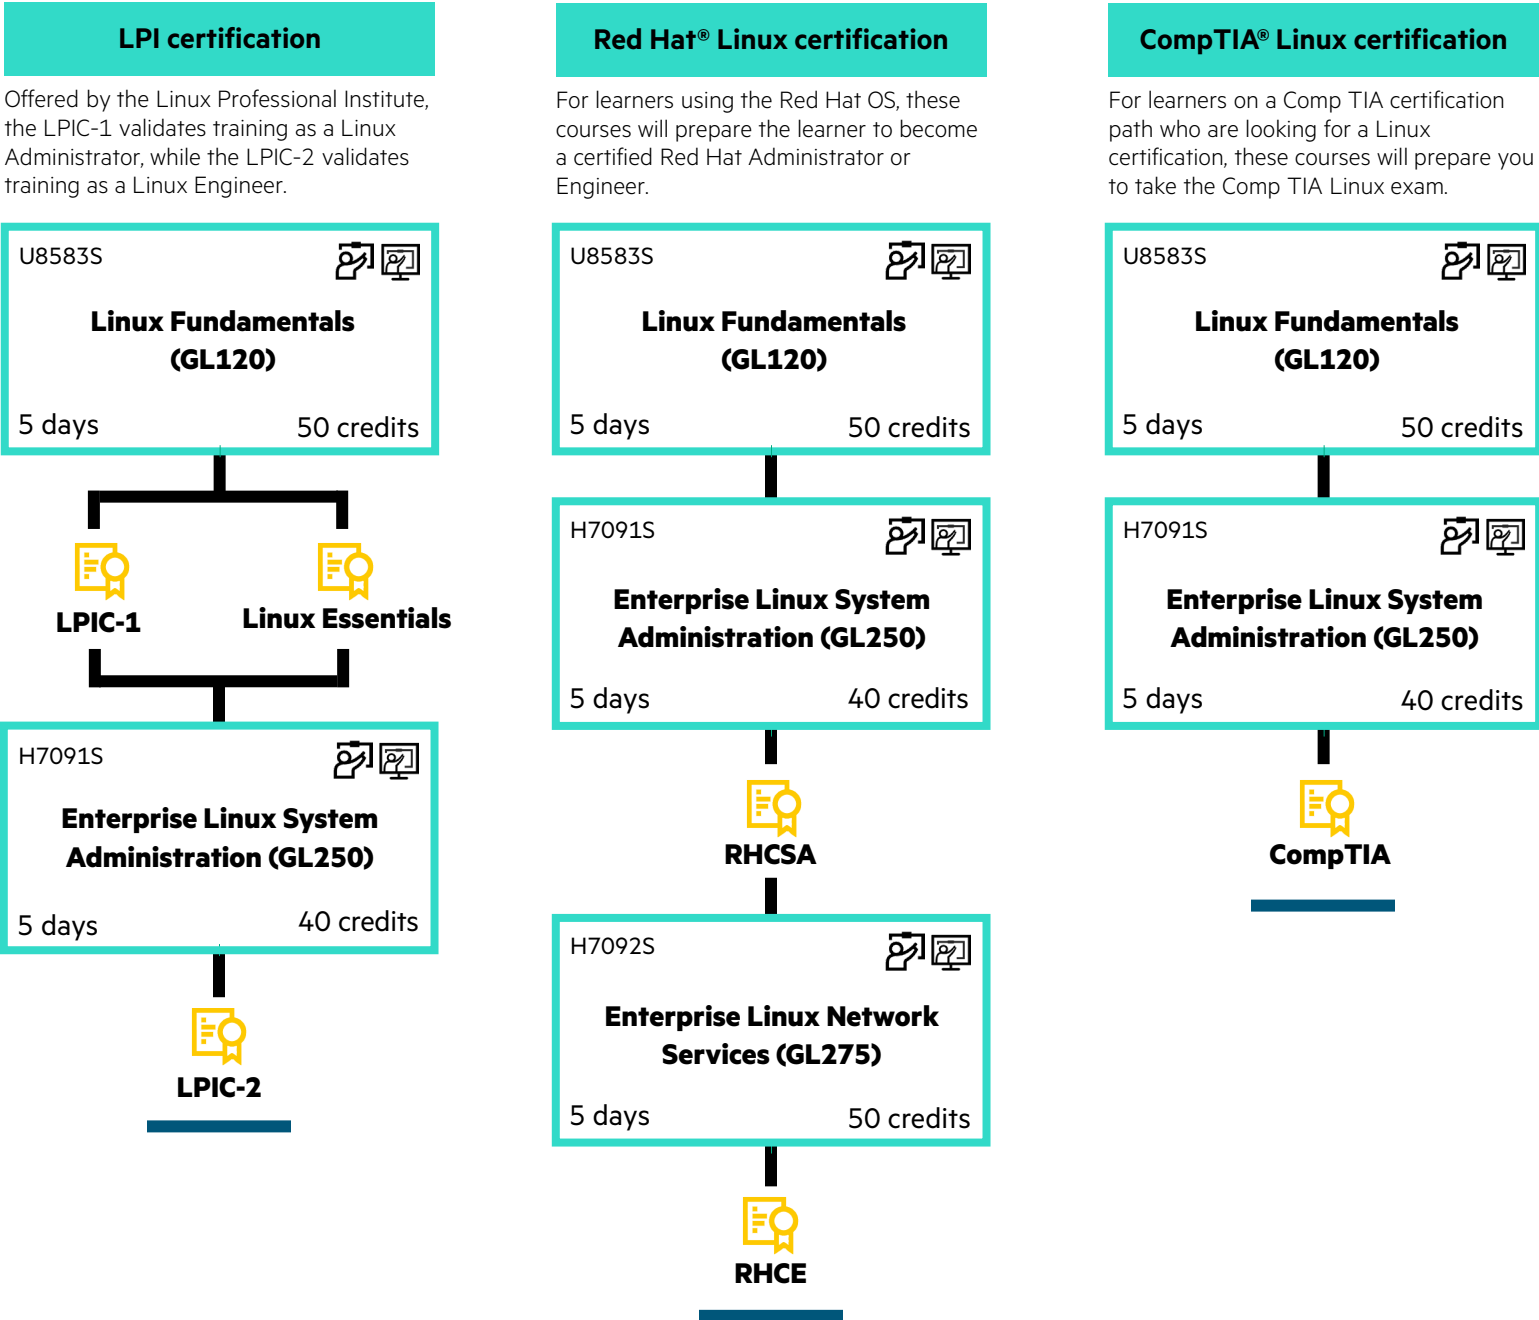 LPI certification
Offered by the Linux Professional Institute,
the LPIC-1 validates training as a Linux
Administrator, while the LPIC-2 validates
training as a Linux Engineer.
U8583S
Linux Fundamentals
(GL120)
5 days
50 credits
LPIC-1
Linux Essentials
H7091S
Enterprise Linux System
Administration (GL250)
5 days
40 credits
LPIC-2
Red Hat® Linux certification
For learners using the Red Hat OS, these
courses will prepare the learner to become
a certified Red Hat Administrator or
Engineer.
U8583S
Linux Fundamentals
(GL120)
5 days
50 credits
H7091S
Enterprise Linux System
Administration (GL250)
5 days
40 credits
RHCSA
H7092S
Enterprise Linux Network
Services (GL275)
5 days
50 credits
RHCE
CompTIA® Linux certification
For learners on a Comp TIA certification
path who are looking for a Linux
certification, these courses will prepare you
to take the Comp TIA Linux exam.
U8583S
Linux Fundamentals
(GL120)
5 days
50 credits
H7091S
Enterprise Linux System
Administration (GL250)
5 days
40 credits
CompTIA